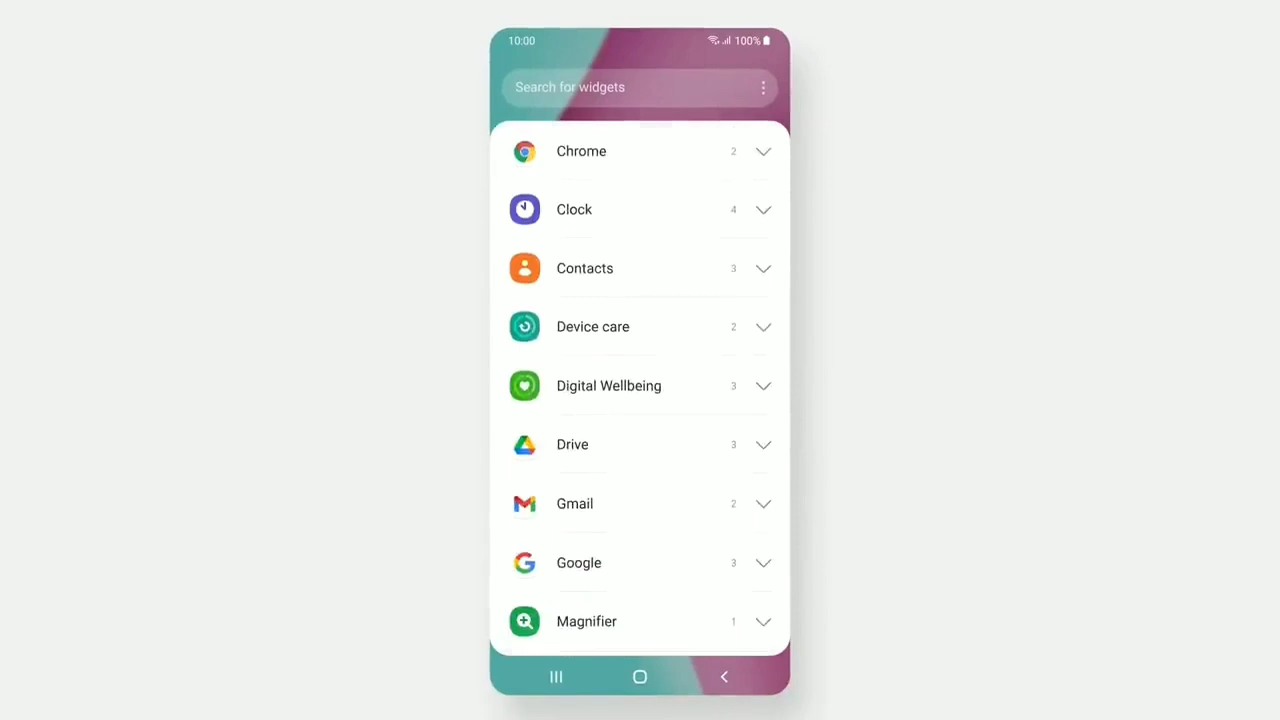 10:00 100%
Search for widgets
Chrome 2
Clock 4
Contacts 3
Device care 2
Digital Wellbeing 3
Drive 3
Gmail 2
Google 3
Magnifier 1